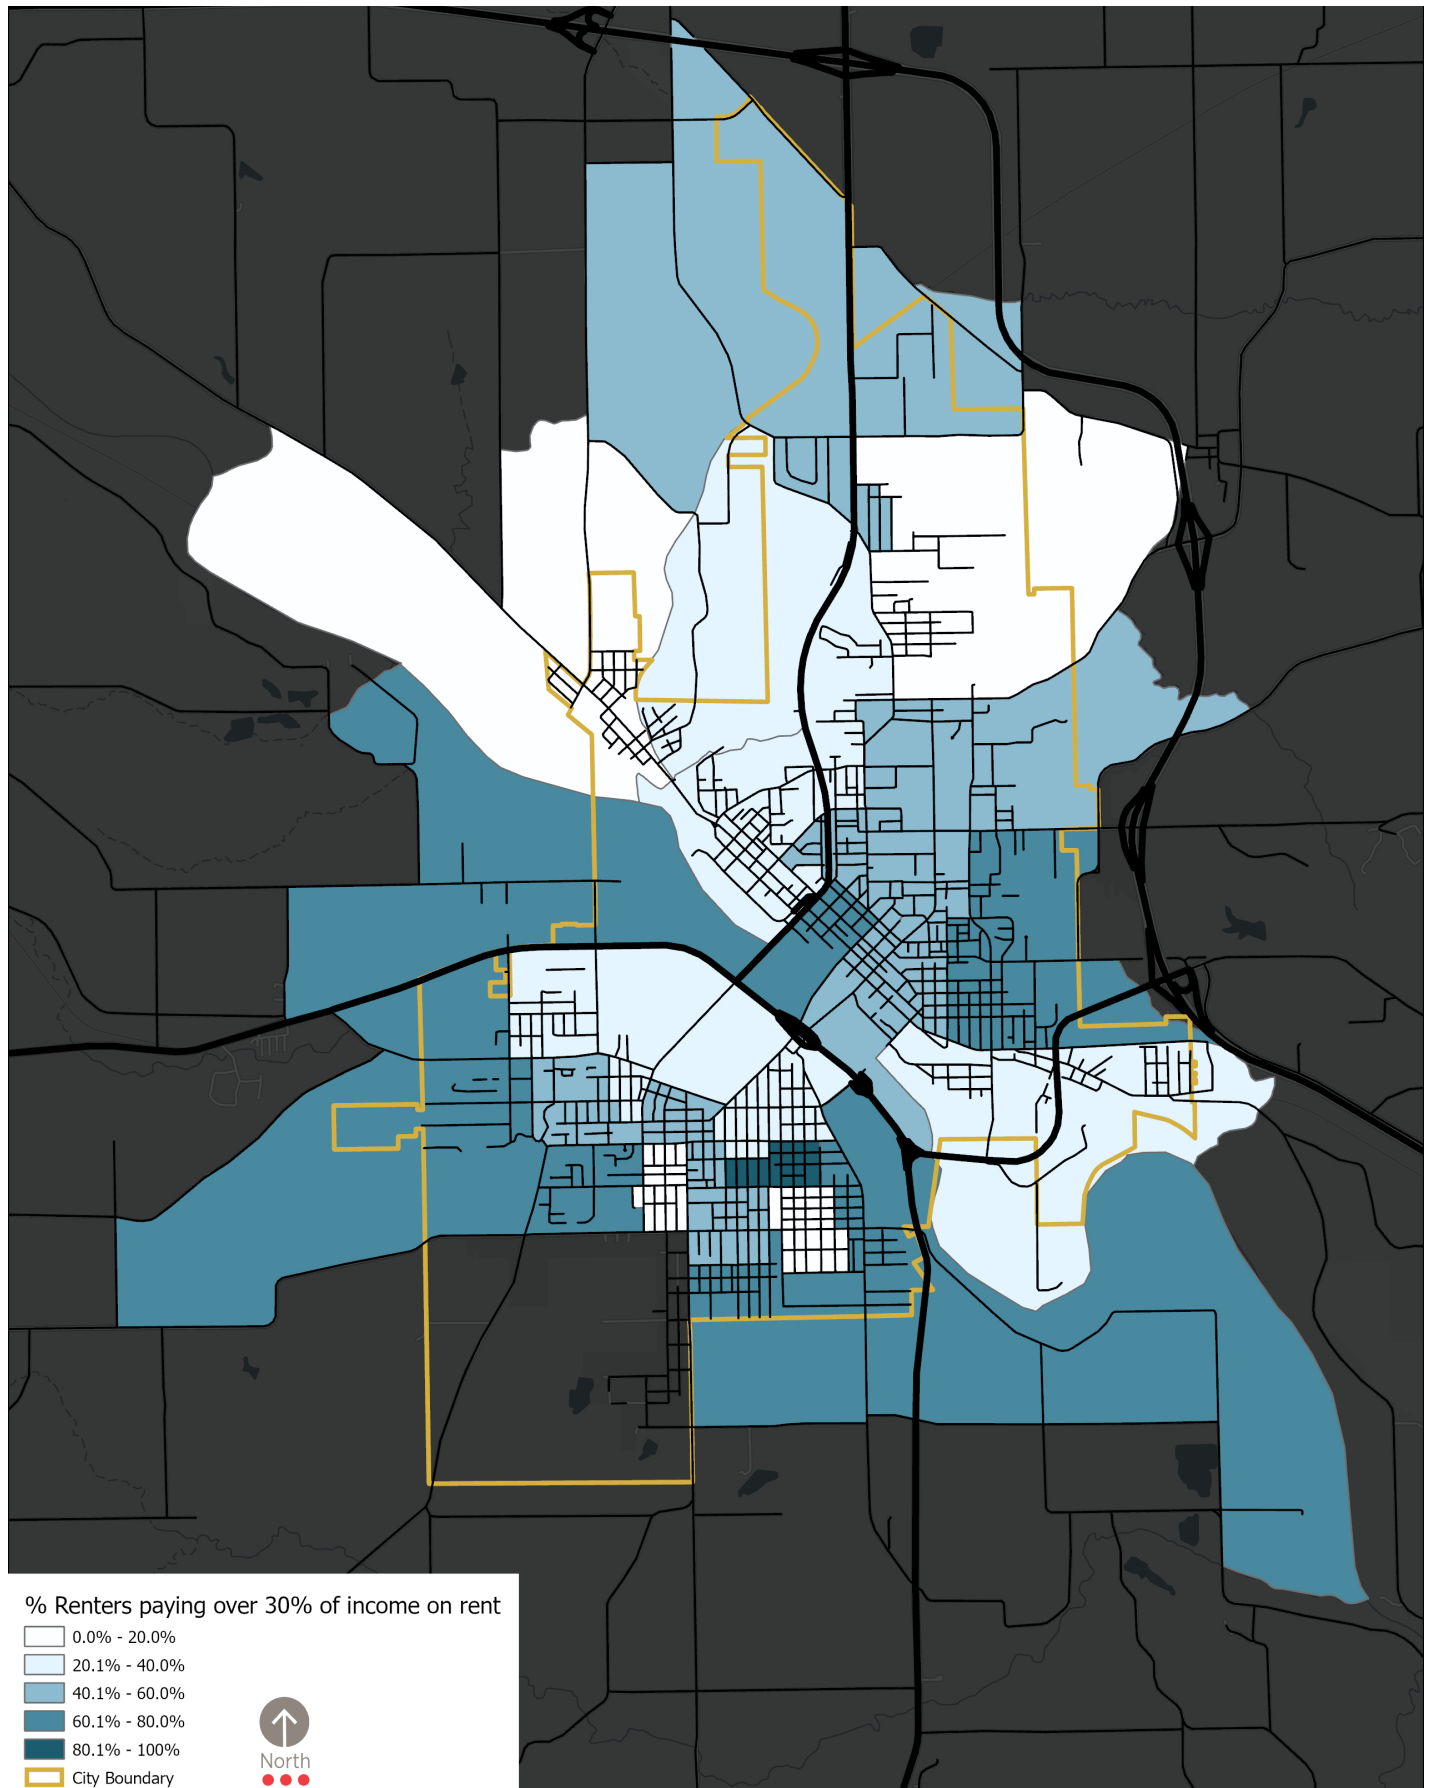 % Renters paying over 30% of income on rent
0.0% - 20.0%
20.1% - 40.0%
40.1% - 60.0%
60.1% - 80.0%
80.1% - 100%
City Boundary
North